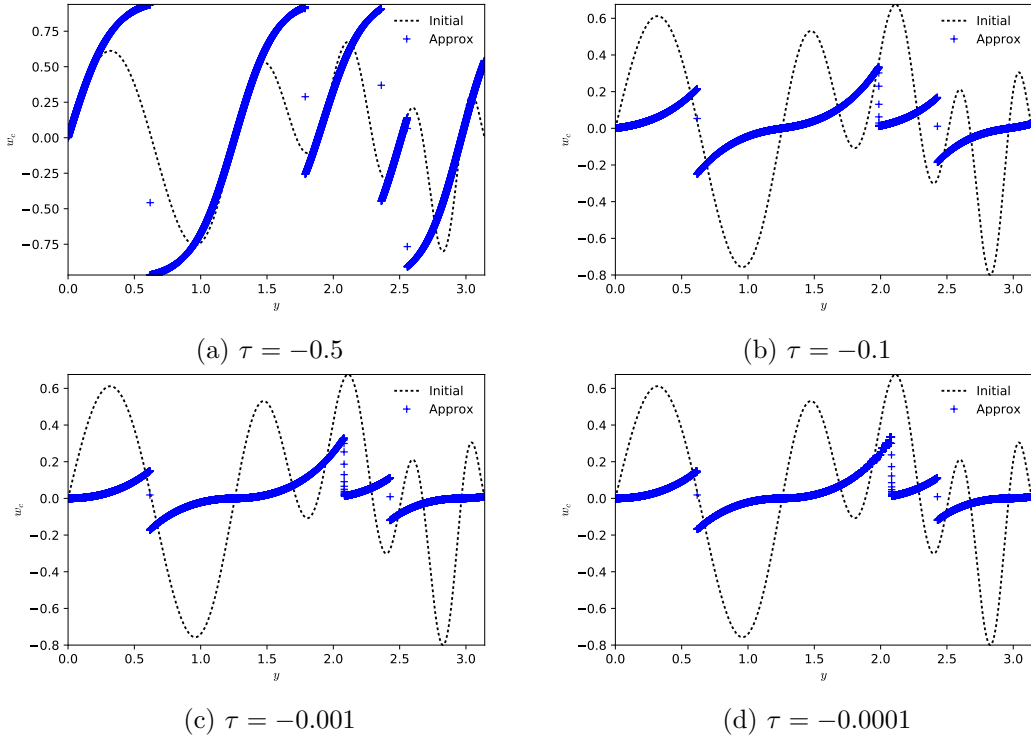 0.75
0.50
0.25
0.00
−0.25
−0.50
−0.75
w_c
0.0 0.5 1.0 1.5 2.0 2.5 3.0
y
Initial
Approx
(a) τ = −0.5
0.6
0.4
0.2
0.0
−0.2
−0.4
−0.6
−0.8
w_c
0.0 0.5 1.0 1.5 2.0 2.5 3.0
y
Initial
Approx
(b) τ = −0.1
0.6
0.4
0.2
0.0
−0.2
−0.4
−0.6
−0.8
w_c
0.0 0.5 1.0 1.5 2.0 2.5 3.0
y
Initial
Approx
(c) τ = −0.001
0.6
0.4
0.2
0.0
−0.2
−0.4
−0.6
−0.8
w_c
0.0 0.5 1.0 1.5 2.0 2.5 3.0
y
Initial
Approx
(d) τ = −0.0001